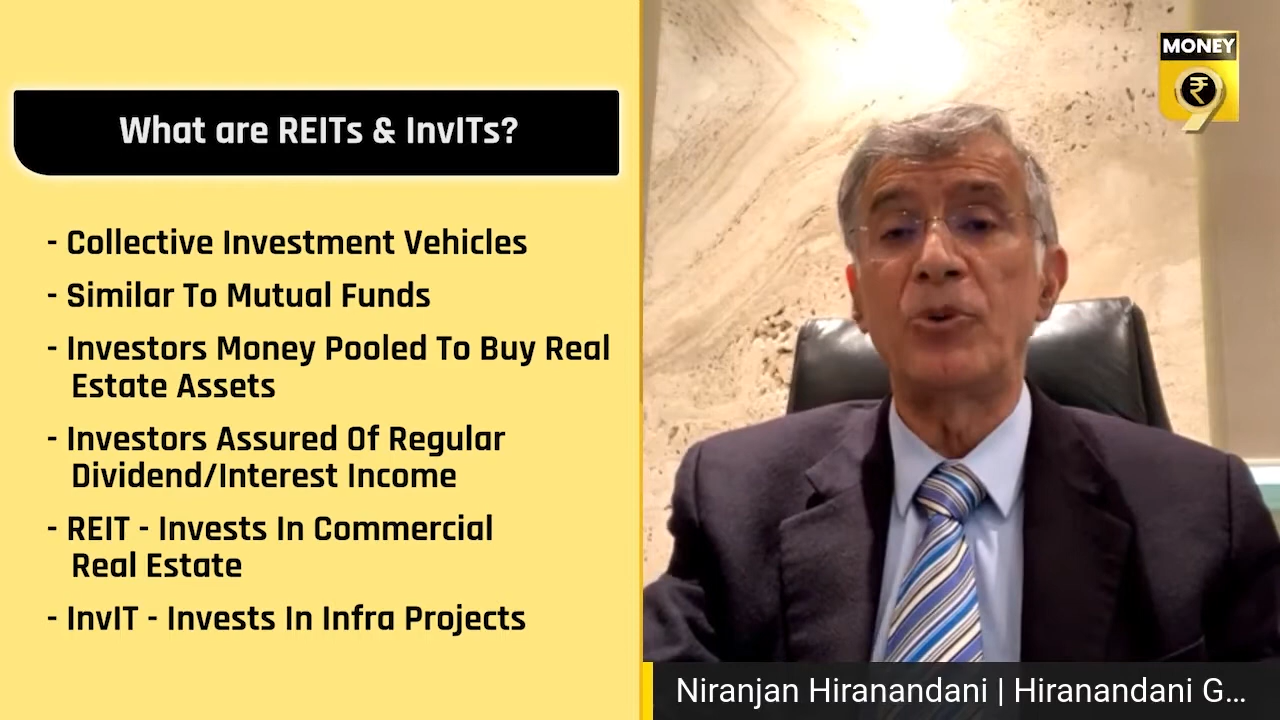 What are REITs & InvITs?
- Collective Investment Vehicles
- Similar To Mutual Funds
- Investors Money Pooled To Buy Real
Estate Assets
- Investors Assured Of Regular
Dividend/Interest Income
- REIT - Invests In Commercial
Real Estate
- InvIT - Invests In Infra Projects
MONEY
₹
9
Niranjan Hiranandani | Hiranandani G...